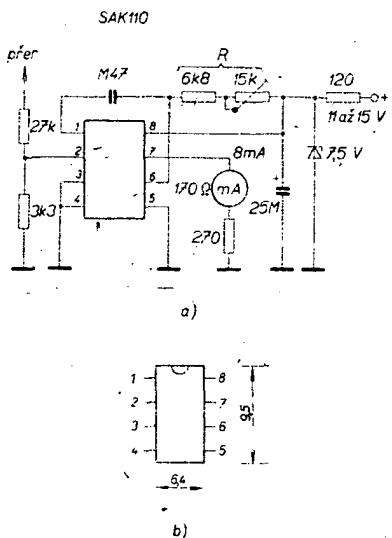 SAK110
přer
M47
R
6k8
15k
120
11 až 15 V
+
27k
1
2
3
4
8
7
6
5
8mA
170 Ω
mA
7,5 V
+
25M
3k3
270
a)
1
2
3
4
8
7
6
5
9,5
6,4
b)